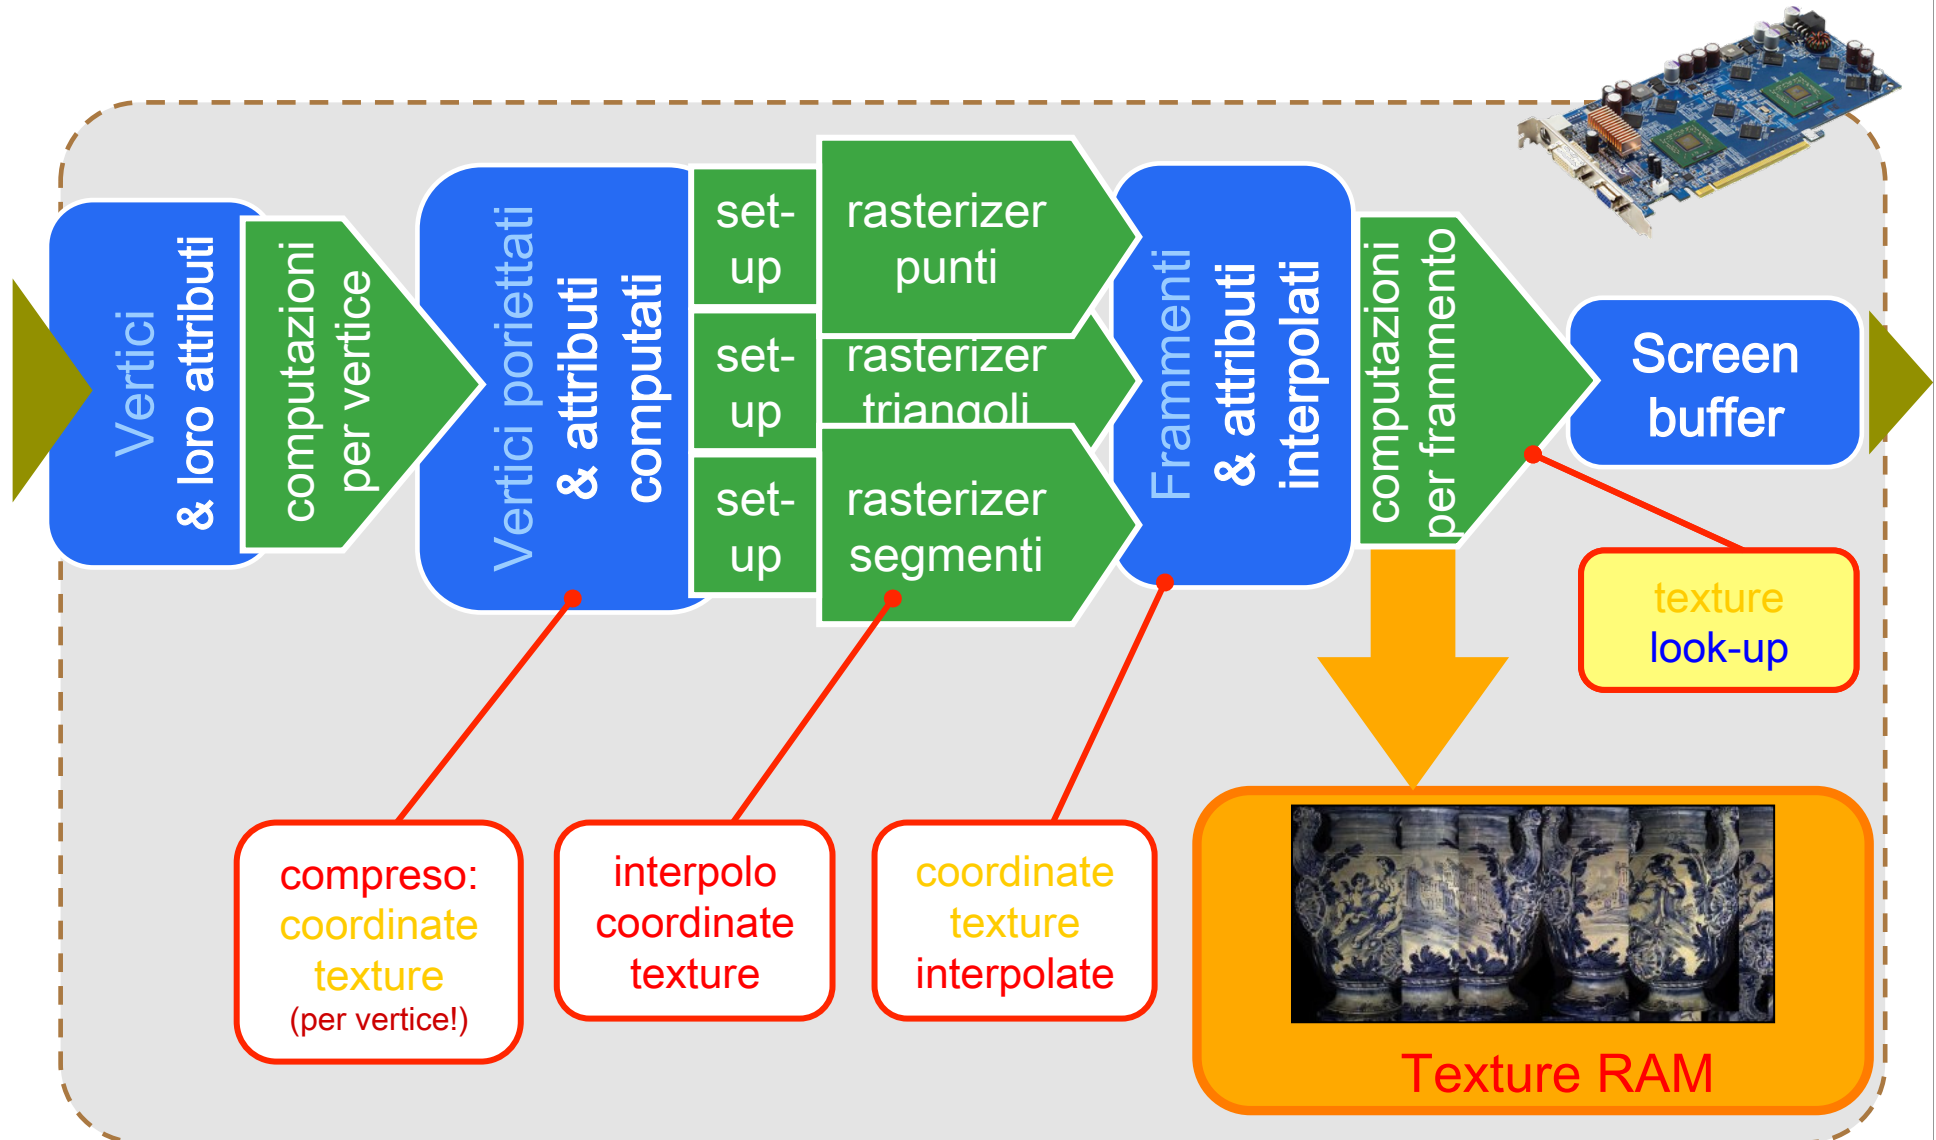 Vertici
& loro attributi
computazioni
per vertice
Vertici poriettati
& attributi
computati
set-
up
rasterizer
punti
set-
up
rasterizer
triangoli
set-
up
rasterizer
segmenti
Frammenti
& attributi
interpolati
computazioni
per frammento
Screen
buffer
texture
look-up
compreso:
coordinate
texture
(per vertice!)
interpolo
coordinate
texture
coordinate
texture
interpolate
Texture RAM